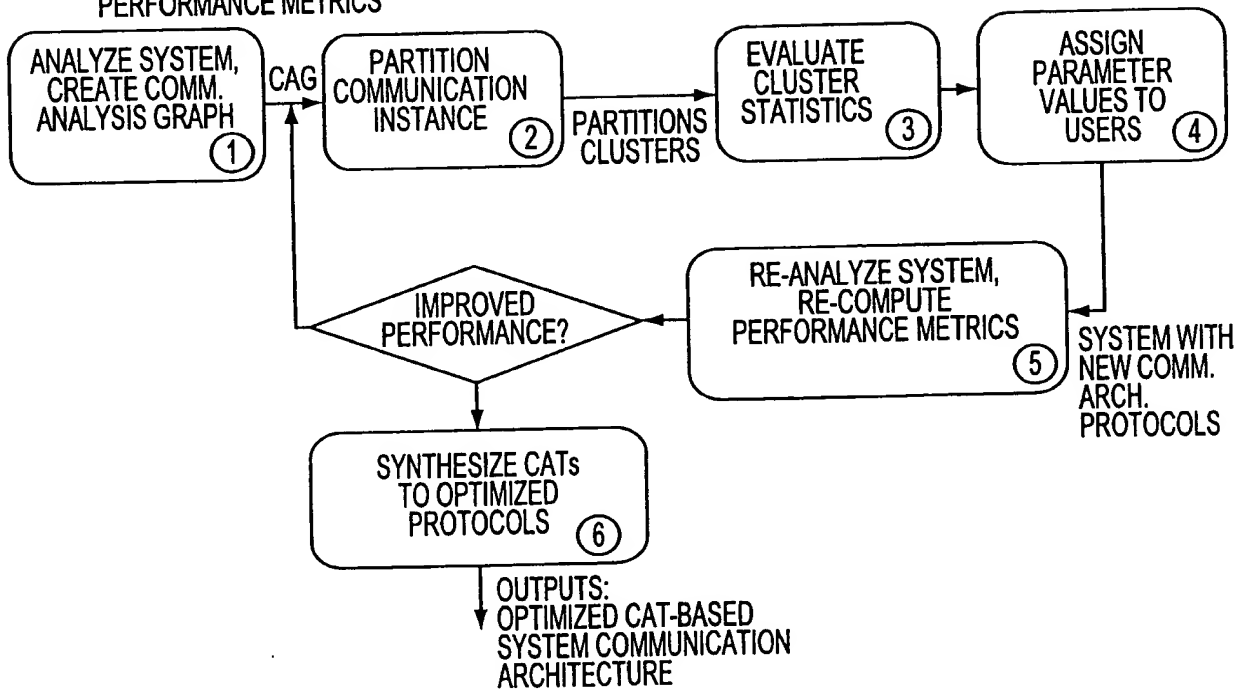 PERFORMANCE METRICS
ANALYZE SYSTEM,
CREATE COMM.
ANALYSIS GRAPH
1
CAG
PARTITION
COMMUNICATION
INSTANCE
2
PARTITIONS
CLUSTERS
EVALUATE
CLUSTER
STATISTICS
3
ASSIGN
PARAMETER
VALUES TO
USERS
4
SYSTEM WITH
NEW COMM.
ARCH.
PROTOCOLS
RE-ANALYZE SYSTEM,
RE-COMPUTE
PERFORMANCE METRICS
5
IMPROVED
PERFORMANCE?
SYNTHESIZE CATs
TO OPTIMIZED
PROTOCOLS
6
OUTPUTS:
OPTIMIZED CAT-BASED
SYSTEM COMMUNICATION
ARCHITECTURE